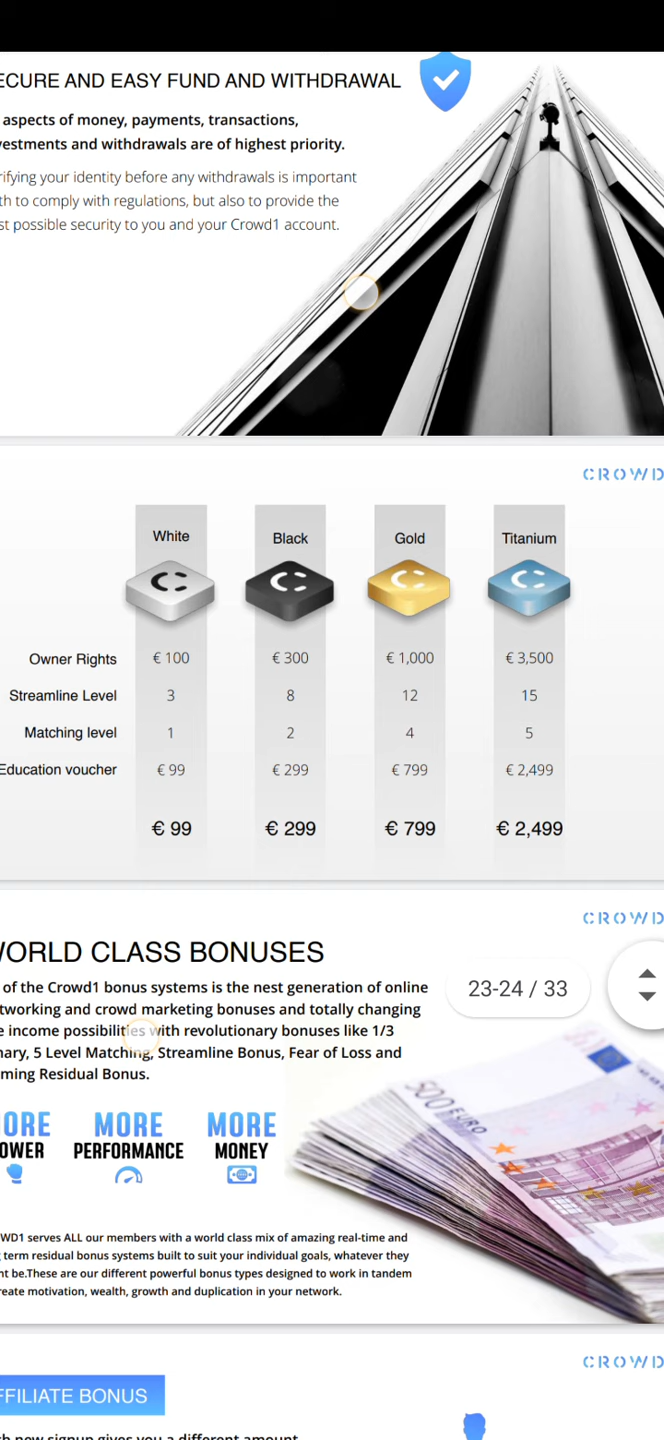 ECURE AND EASY FUND AND WITHDRAWAL
aspects of money, payments, transactions,
vestments and withdrawals are of highest priority.
rifying your identity before any withdrawals is important
th to comply with regulations, but also to provide the
st possible security to you and your Crowd1 account.
CROWD
White Black Gold Titanium
Owner Rights € 100 € 300 € 1,000 € 3,500
Streamline Level 3 8 12 15
Matching level 1 2 4 5
Education voucher € 99 € 299 € 799 € 2,499
€ 99 € 299 € 799 € 2,499
CROWD
WORLD CLASS BONUSES
of the Crowd1 bonus systems is the nest generation of online
tworking and crowd marketing bonuses and totally changing
e income possibilities with revolutionary bonuses like 1/3
nary, 5 Level Matching, Streamline Bonus, Fear of Loss and
ming Residual Bonus.
23-24 / 33
500 EURO
ORE MORE MORE
OWER PERFORMANCE MONEY
WD1 serves ALL our members with a world class mix of amazing real-time and
term residual bonus systems built to suit your individual goals, whatever they
nt be.These are our different powerful bonus types designed to work in tandem
reate motivation, wealth, growth and duplication in your network.
CROWD
FFILIATE BONUS
h new signup gives you a different amount